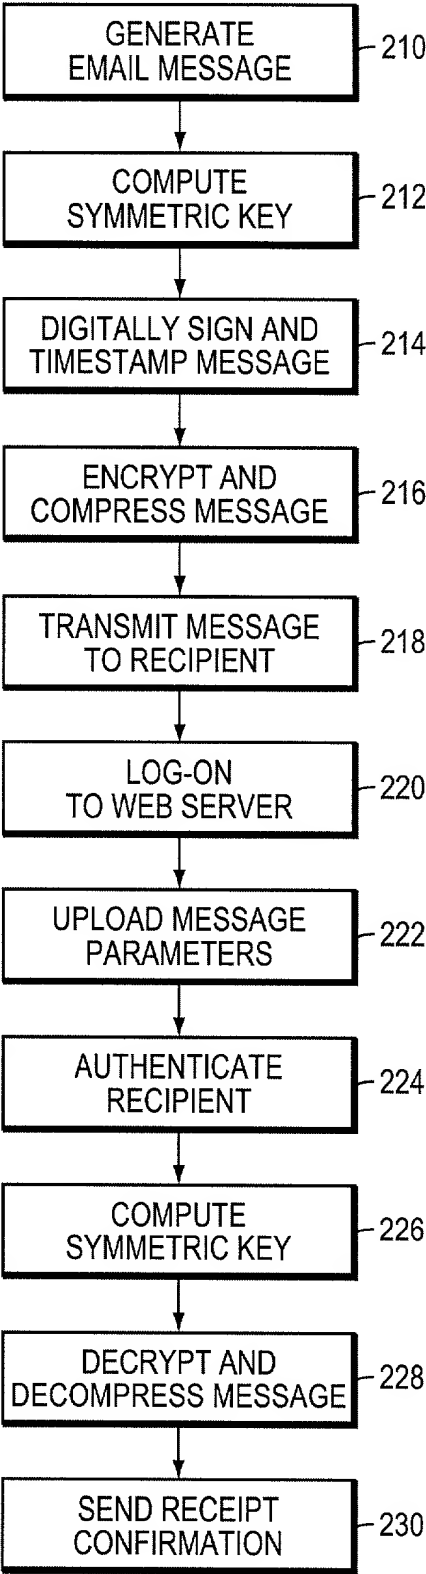 GENERATE
EMAIL MESSAGE
210
COMPUTE
SYMMETRIC KEY
212
DIGITALLY SIGN AND
TIMESTAMP MESSAGE
214
ENCRYPT AND
COMPRESS MESSAGE
216
TRANSMIT MESSAGE
TO RECIPIENT
218
LOG-ON
TO WEB SERVER
220
UPLOAD MESSAGE
PARAMETERS
222
AUTHENTICATE
RECIPIENT
224
COMPUTE
SYMMETRIC KEY
226
DECRYPT AND
DECOMPRESS MESSAGE
228
SEND RECEIPT
CONFIRMATION
230